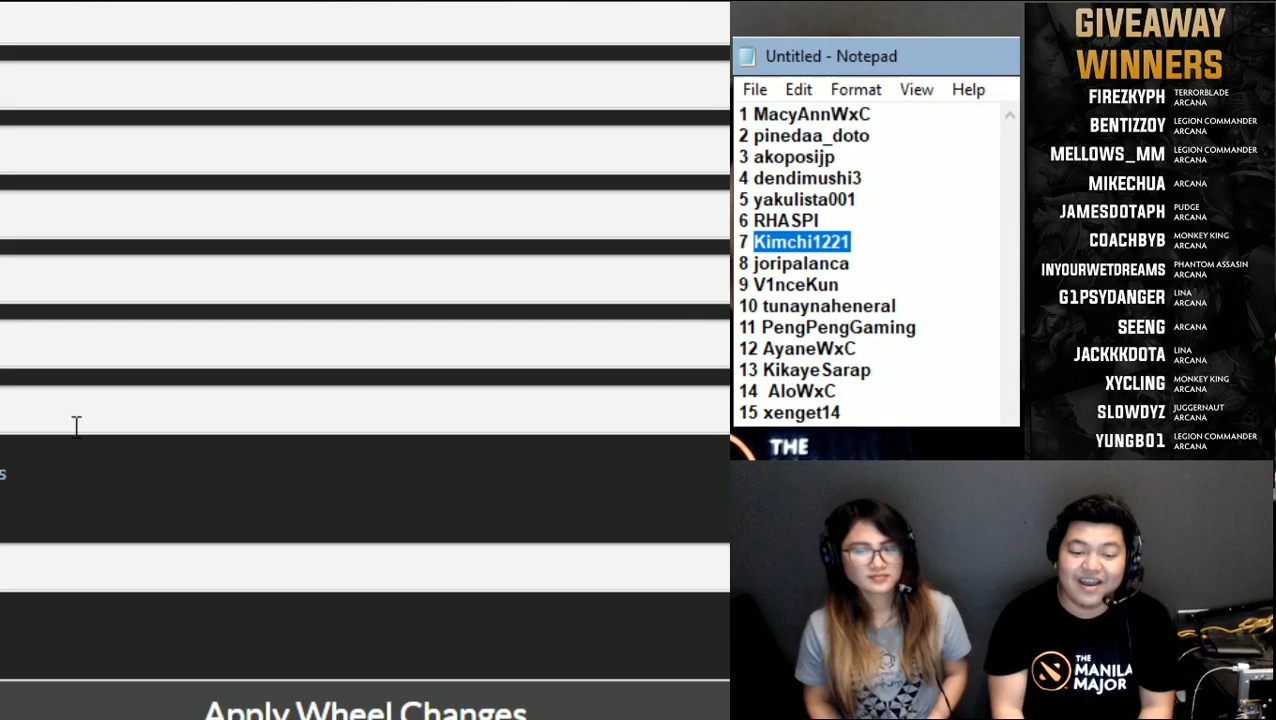 s
Apply Wheel Changes
Untitled - Notepad
File Edit Format View Help
1 MacyAnnWxC
2 pinedaa_doto
3 akoposijp
4 dendimushi3
5 yakulista001
6 RHASPI
7 Kimchi1221
8 joripalanca
9 V1nceKun
10 tunaynaheneral
11 PengPengGaming
12 AyaneWxC
13 KikayeSarap
14 AloWxC
15 xenget14
THE
GIVEAWAY
WINNERS
FIREZKYPH TERRORBLADE ARCANA
BENTIZZOY LEGION COMMANDER ARCANA
MELLOWS_MM LEGION COMMANDER ARCANA
MIKECHUA ARCANA
JAMESDOTAPH PUDGE ARCANA
COACHBYB MONKEY KING ARCANA
INYOURWETDREAMS PHANTOM ASSASIN ARCANA
G1PSYDANGER LINA ARCANA
SEENG ARCANA
JACKKKDOTA LINA ARCANA
XYCLING MONKEY KING ARCANA
SLOWDYZ JUGGERNAUT ARCANA
YUNGBO1 LEGION COMMANDER ARCANA
THE
MANILA
MAJOR